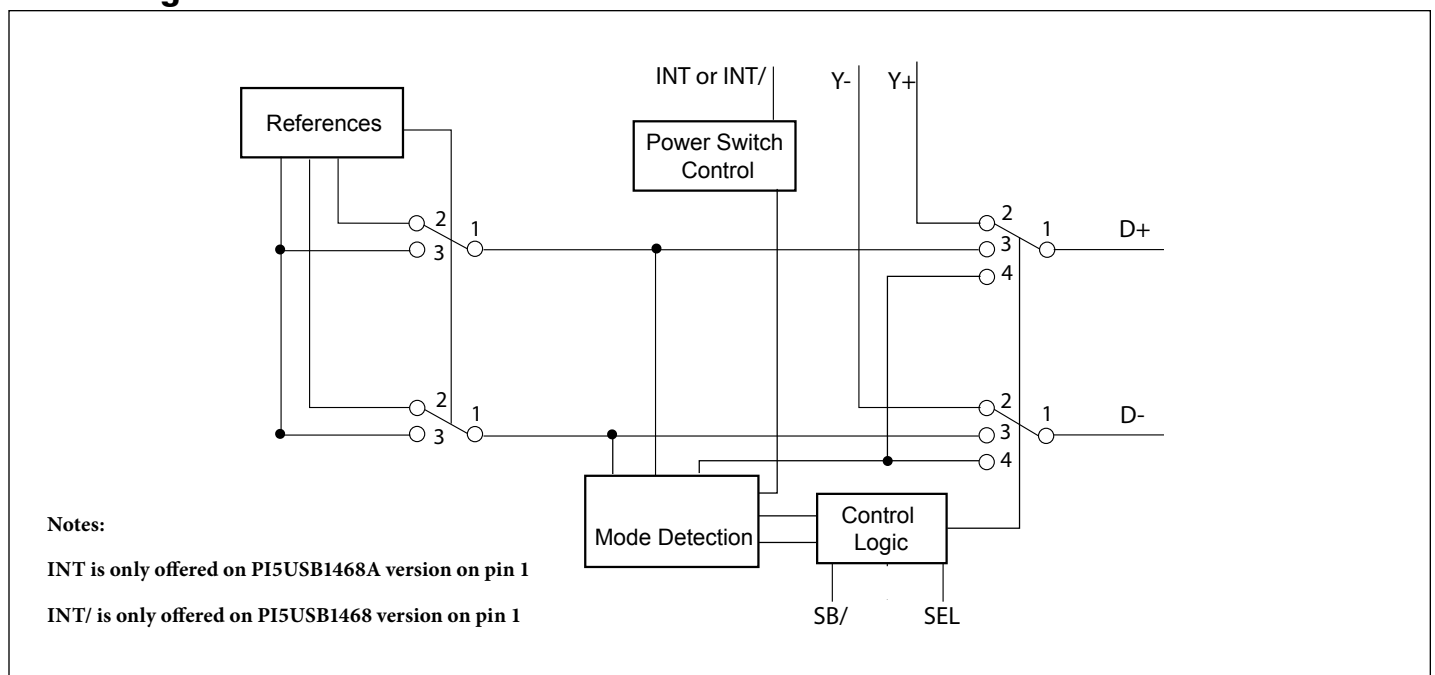 INT or INT/
Y-
Y+
References
Power Switch
Control
2
1
3
2
1
3
4
D+
2
1
3
2
1
3
4
D-
Mode Detection
Control
Logic
SB/
SEL
Notes:
INT is only offered on PI5USB1468A version on pin 1
INT/ is only offered on PI5USB1468 version on pin 1